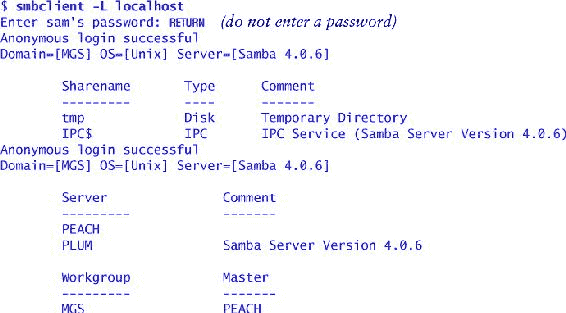 $ smbclient -L localhost
Enter sam's password: RETURN (do not enter a password)
Anonymous login successful
Domain=[MGS] OS=[Unix] Server=[Samba 4.0.6]
Sharename Type Comment
--------- ---- -------
tmp Disk Temporary Directory
IPC$ IPC IPC Service (Samba Server Version 4.0.6)
Anonymous login successful
Domain=[MGS] OS=[Unix] Server=[Samba 4.0.6]
Server Comment
--------- -------
PEACH
PLUM Samba Server Version 4.0.6
Workgroup Master
--------- -------
MGS PEACH